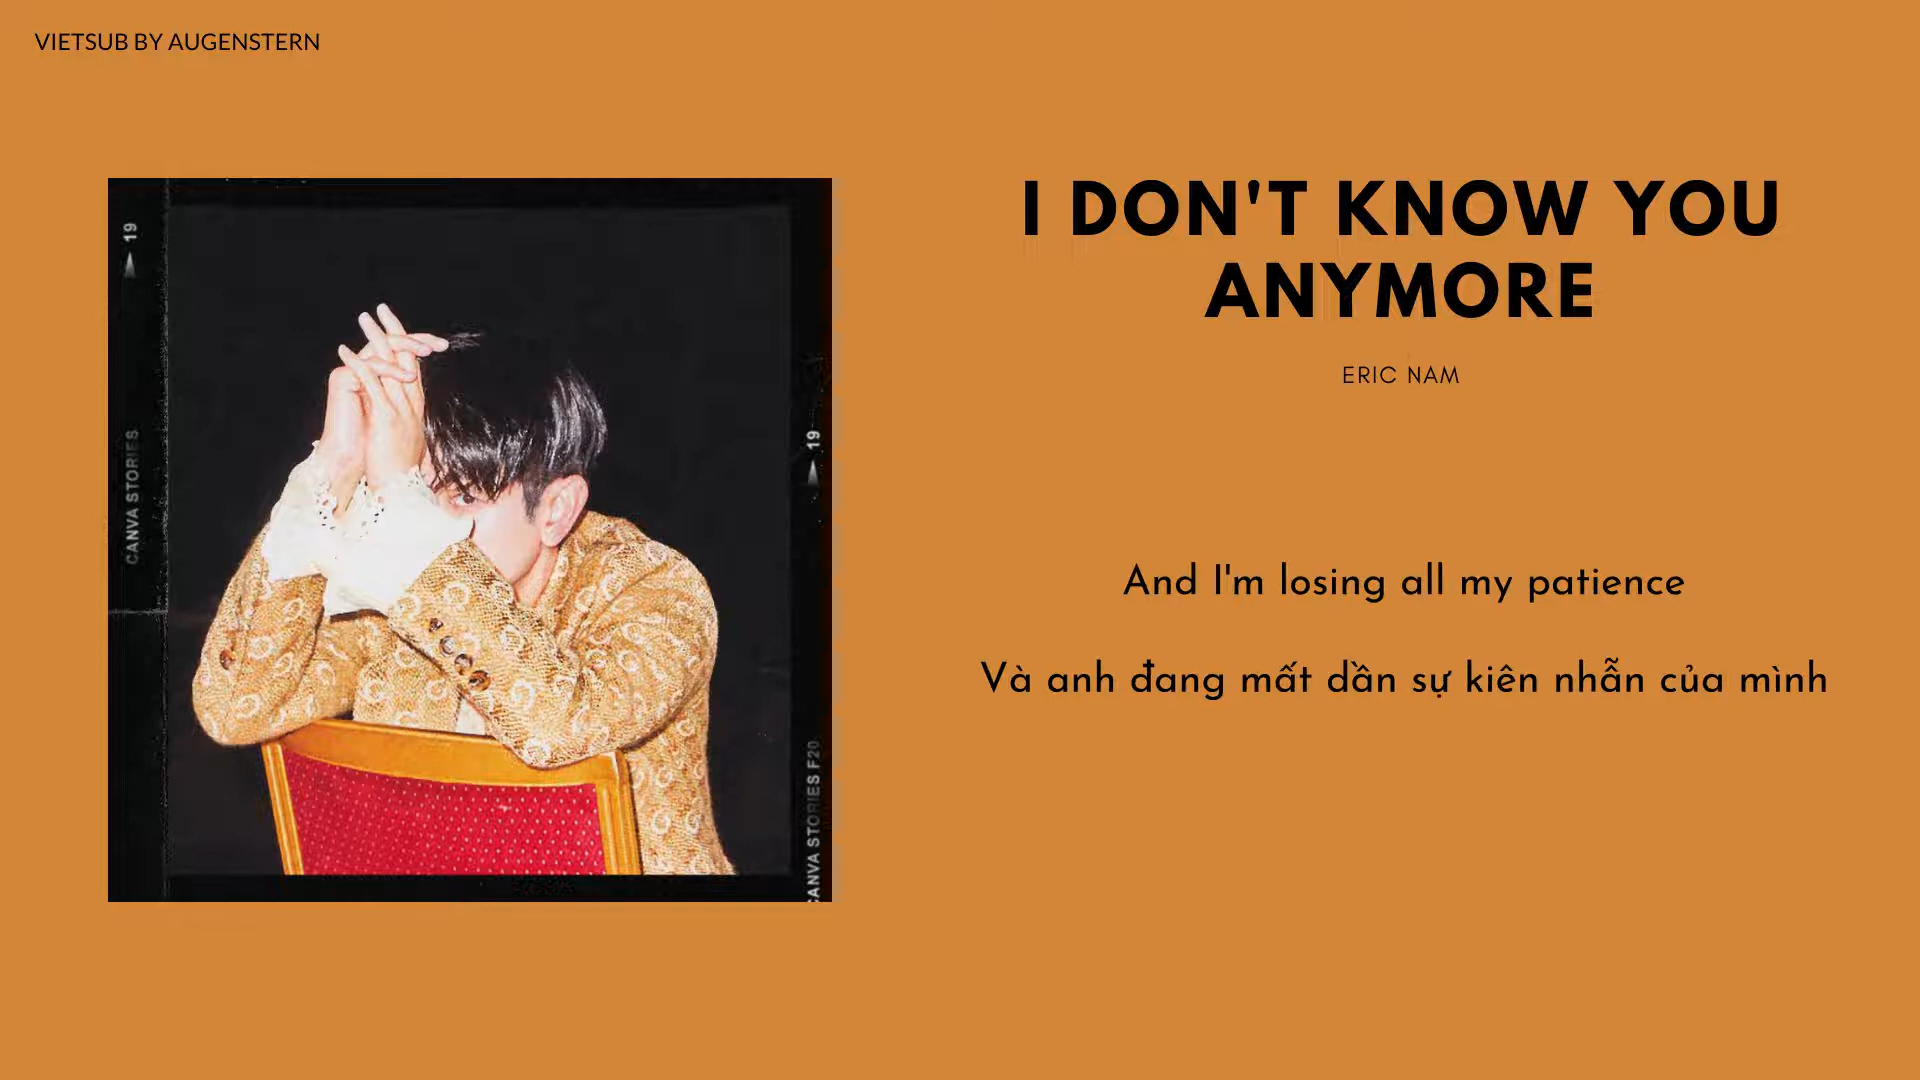 VIETSUB BY AUGENSTERN
19
CANVA STORIES
19
CANVA STORIES F20
I DON'T KNOW YOU
ANYMORE
ERIC NAM
And I'm losing all my patience
Và anh đang mất dần sự kiên nhẫn của mình